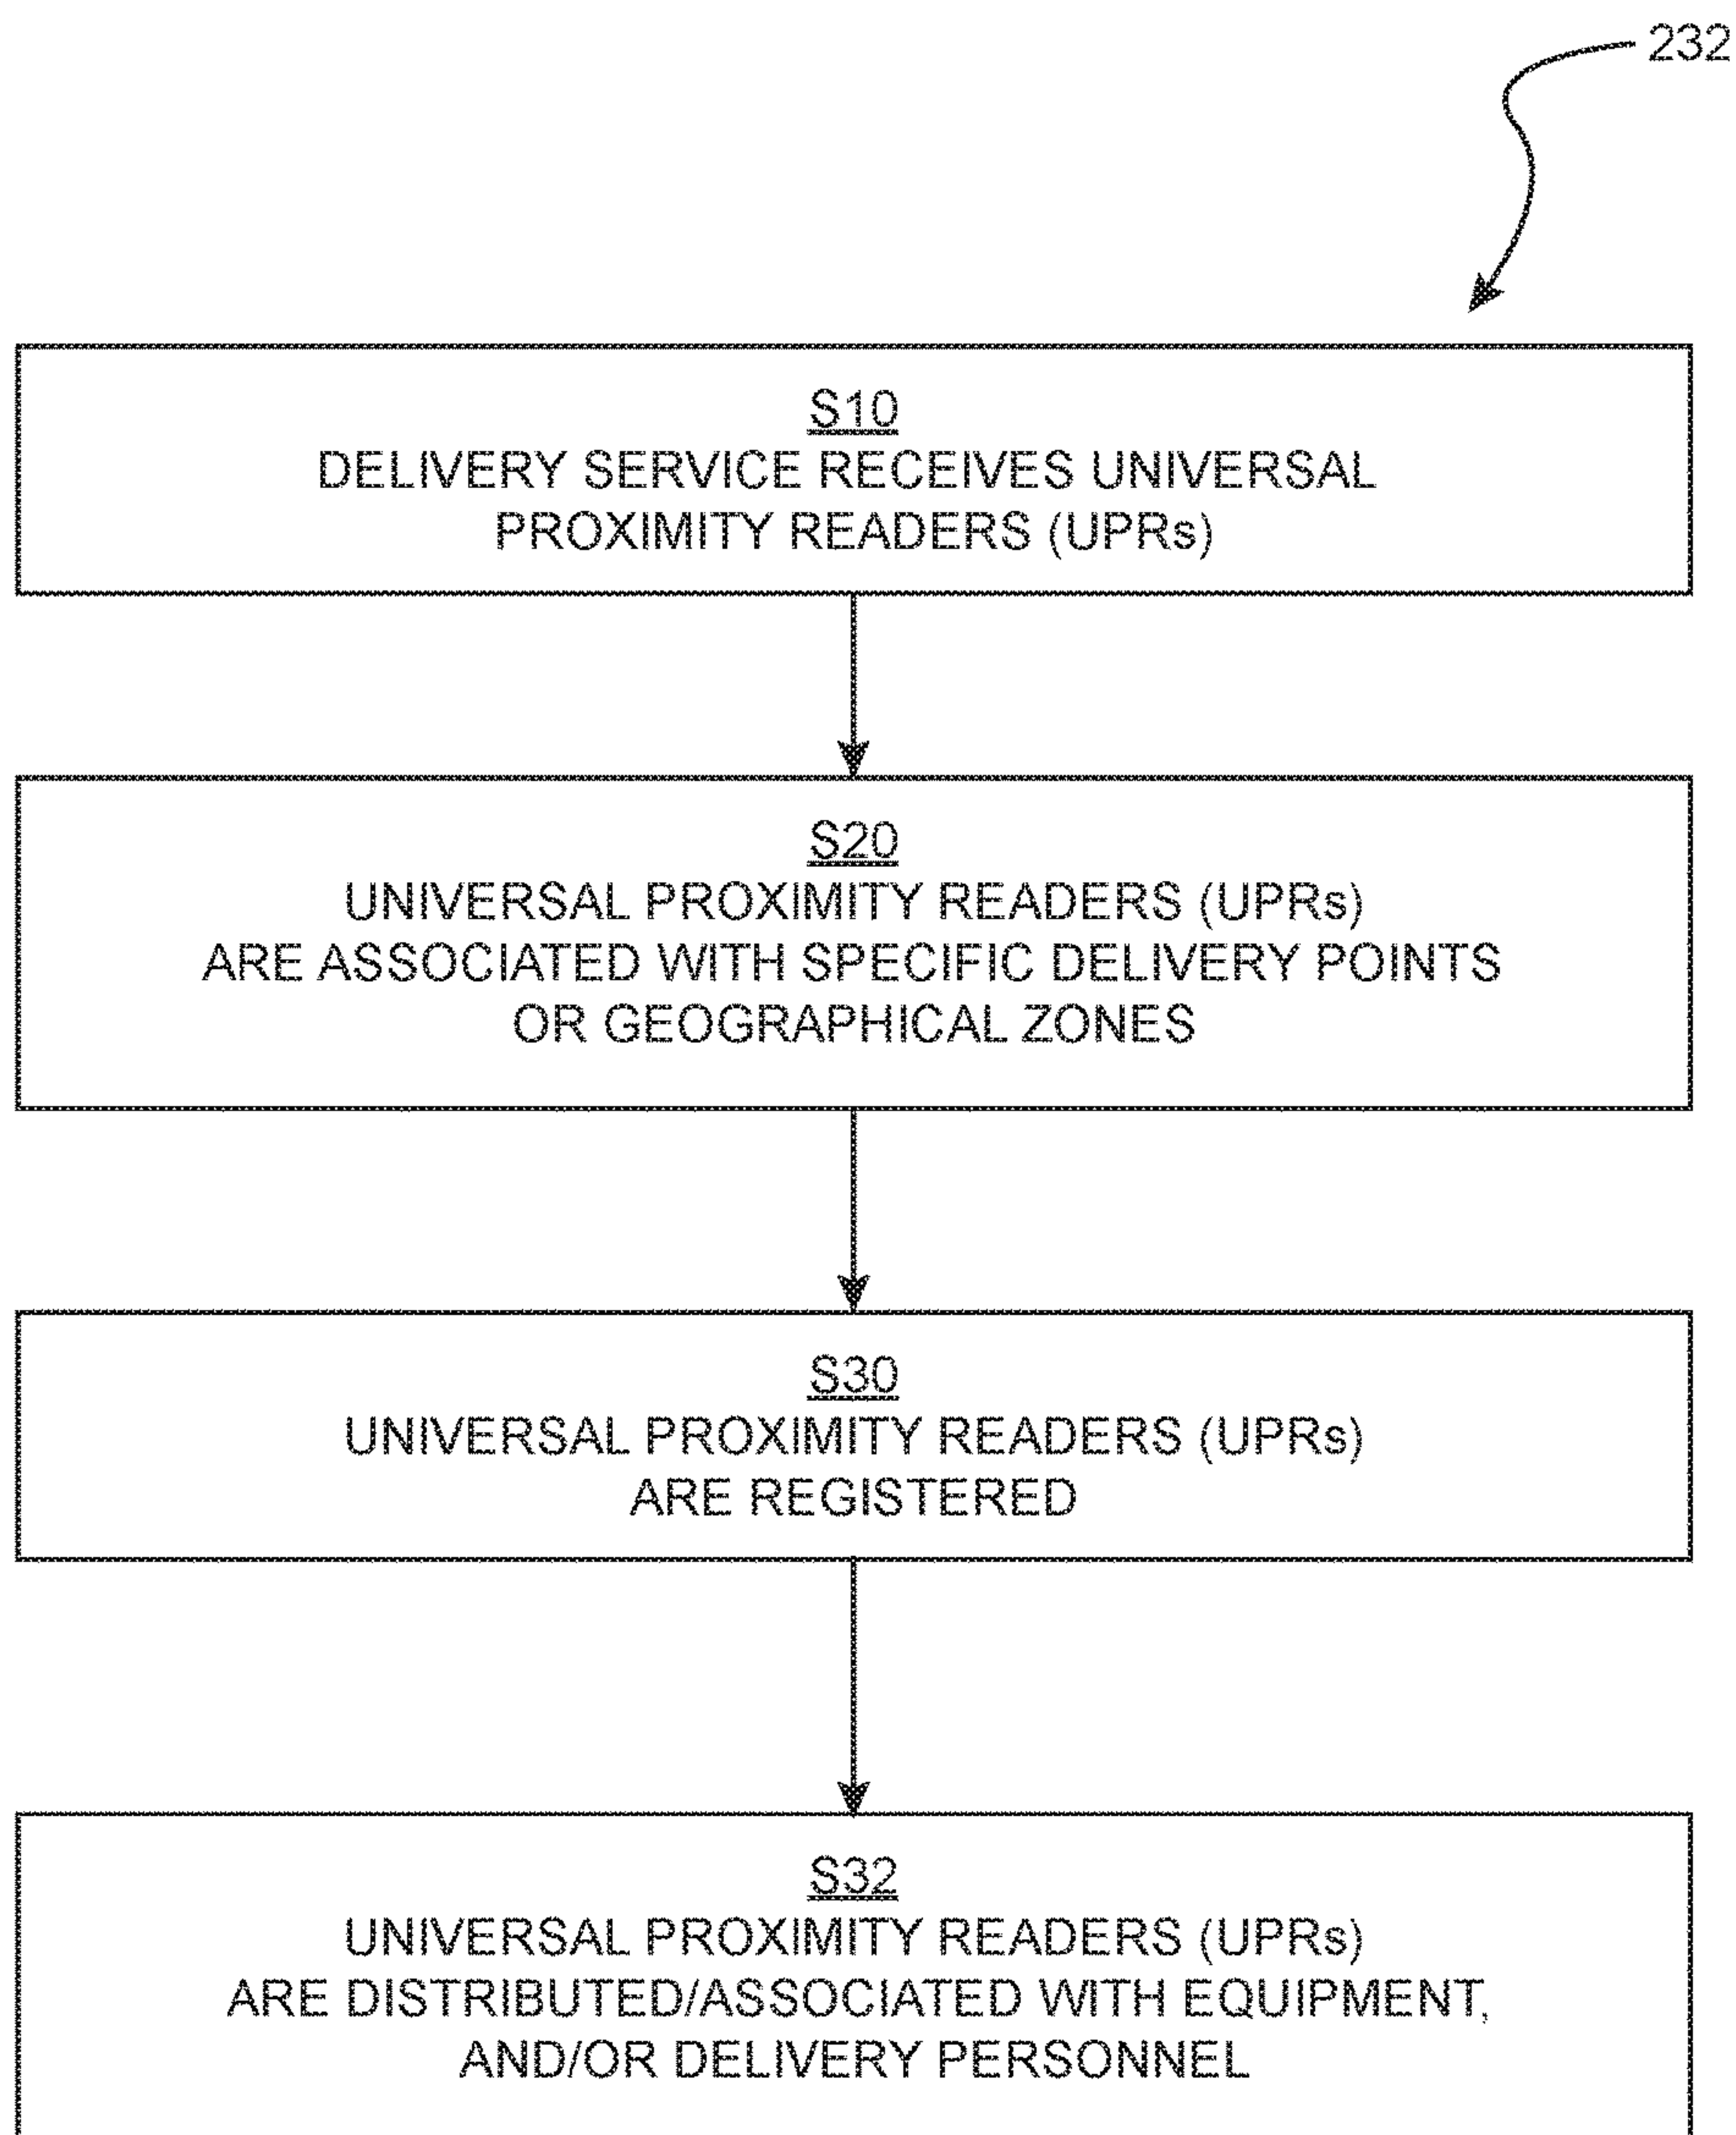 232
S10
DELIVERY SERVICE RECEIVES UNIVERSAL
PROXIMITY READERS (UPRs)
S20
UNIVERSAL PROXIMITY READERS (UPRs)
ARE ASSOCIATED WITH SPECIFIC DELIVERY POINTS
OR GEOGRAPHICAL ZONES
S30
UNIVERSAL PROXIMITY READERS (UPRs)
ARE REGISTERED
S32
UNIVERSAL PROXIMITY READERS (UPRs)
ARE DISTRIBUTED/ASSOCIATED WITH EQUIPMENT,
AND/OR DELIVERY PERSONNEL